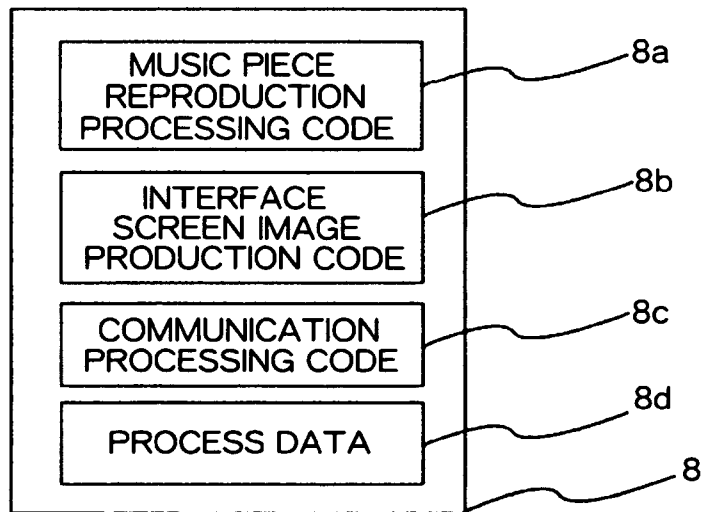 MUSIC PIECE
REPRODUCTION
PROCESSING CODE
8a
INTERFACE
SCREEN IMAGE
PRODUCTION CODE
8b
COMMUNICATION
PROCESSING CODE
8c
PROCESS DATA
8d
8